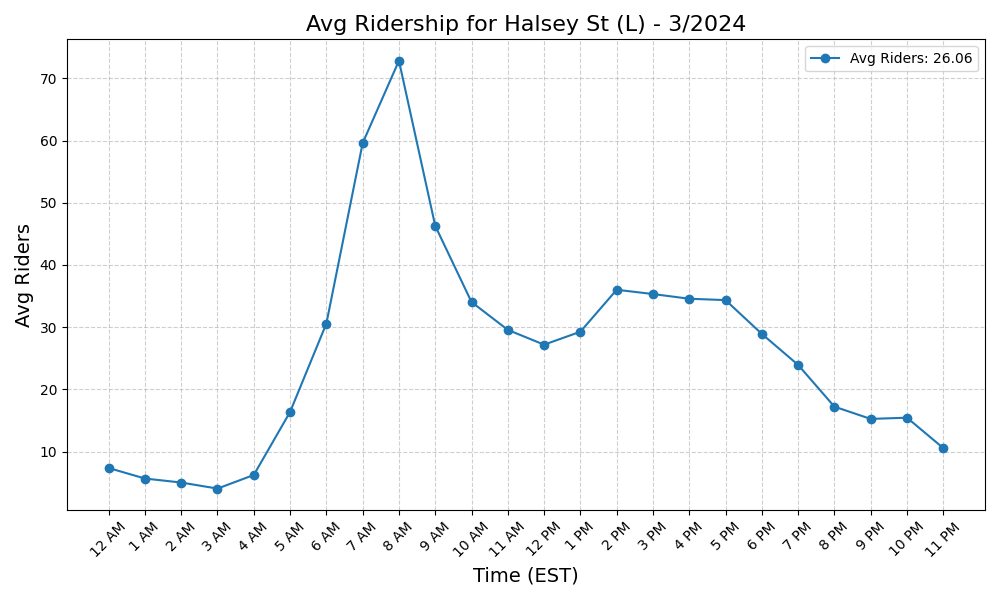 Avg Ridership for Halsey St (L) - 3/2024
Avg Riders: 26.06
Avg Riders
70
60
50
40
30
20
10
12 AM
1 AM
2 AM
3 AM
4 AM
5 AM
6 AM
7 AM
8 AM
9 AM
10 AM
11 AM
12 PM
1 PM
2 PM
3 PM
4 PM
5 PM
6 PM
7 PM
8 PM
9 PM
10 PM
11 PM
Time (EST)